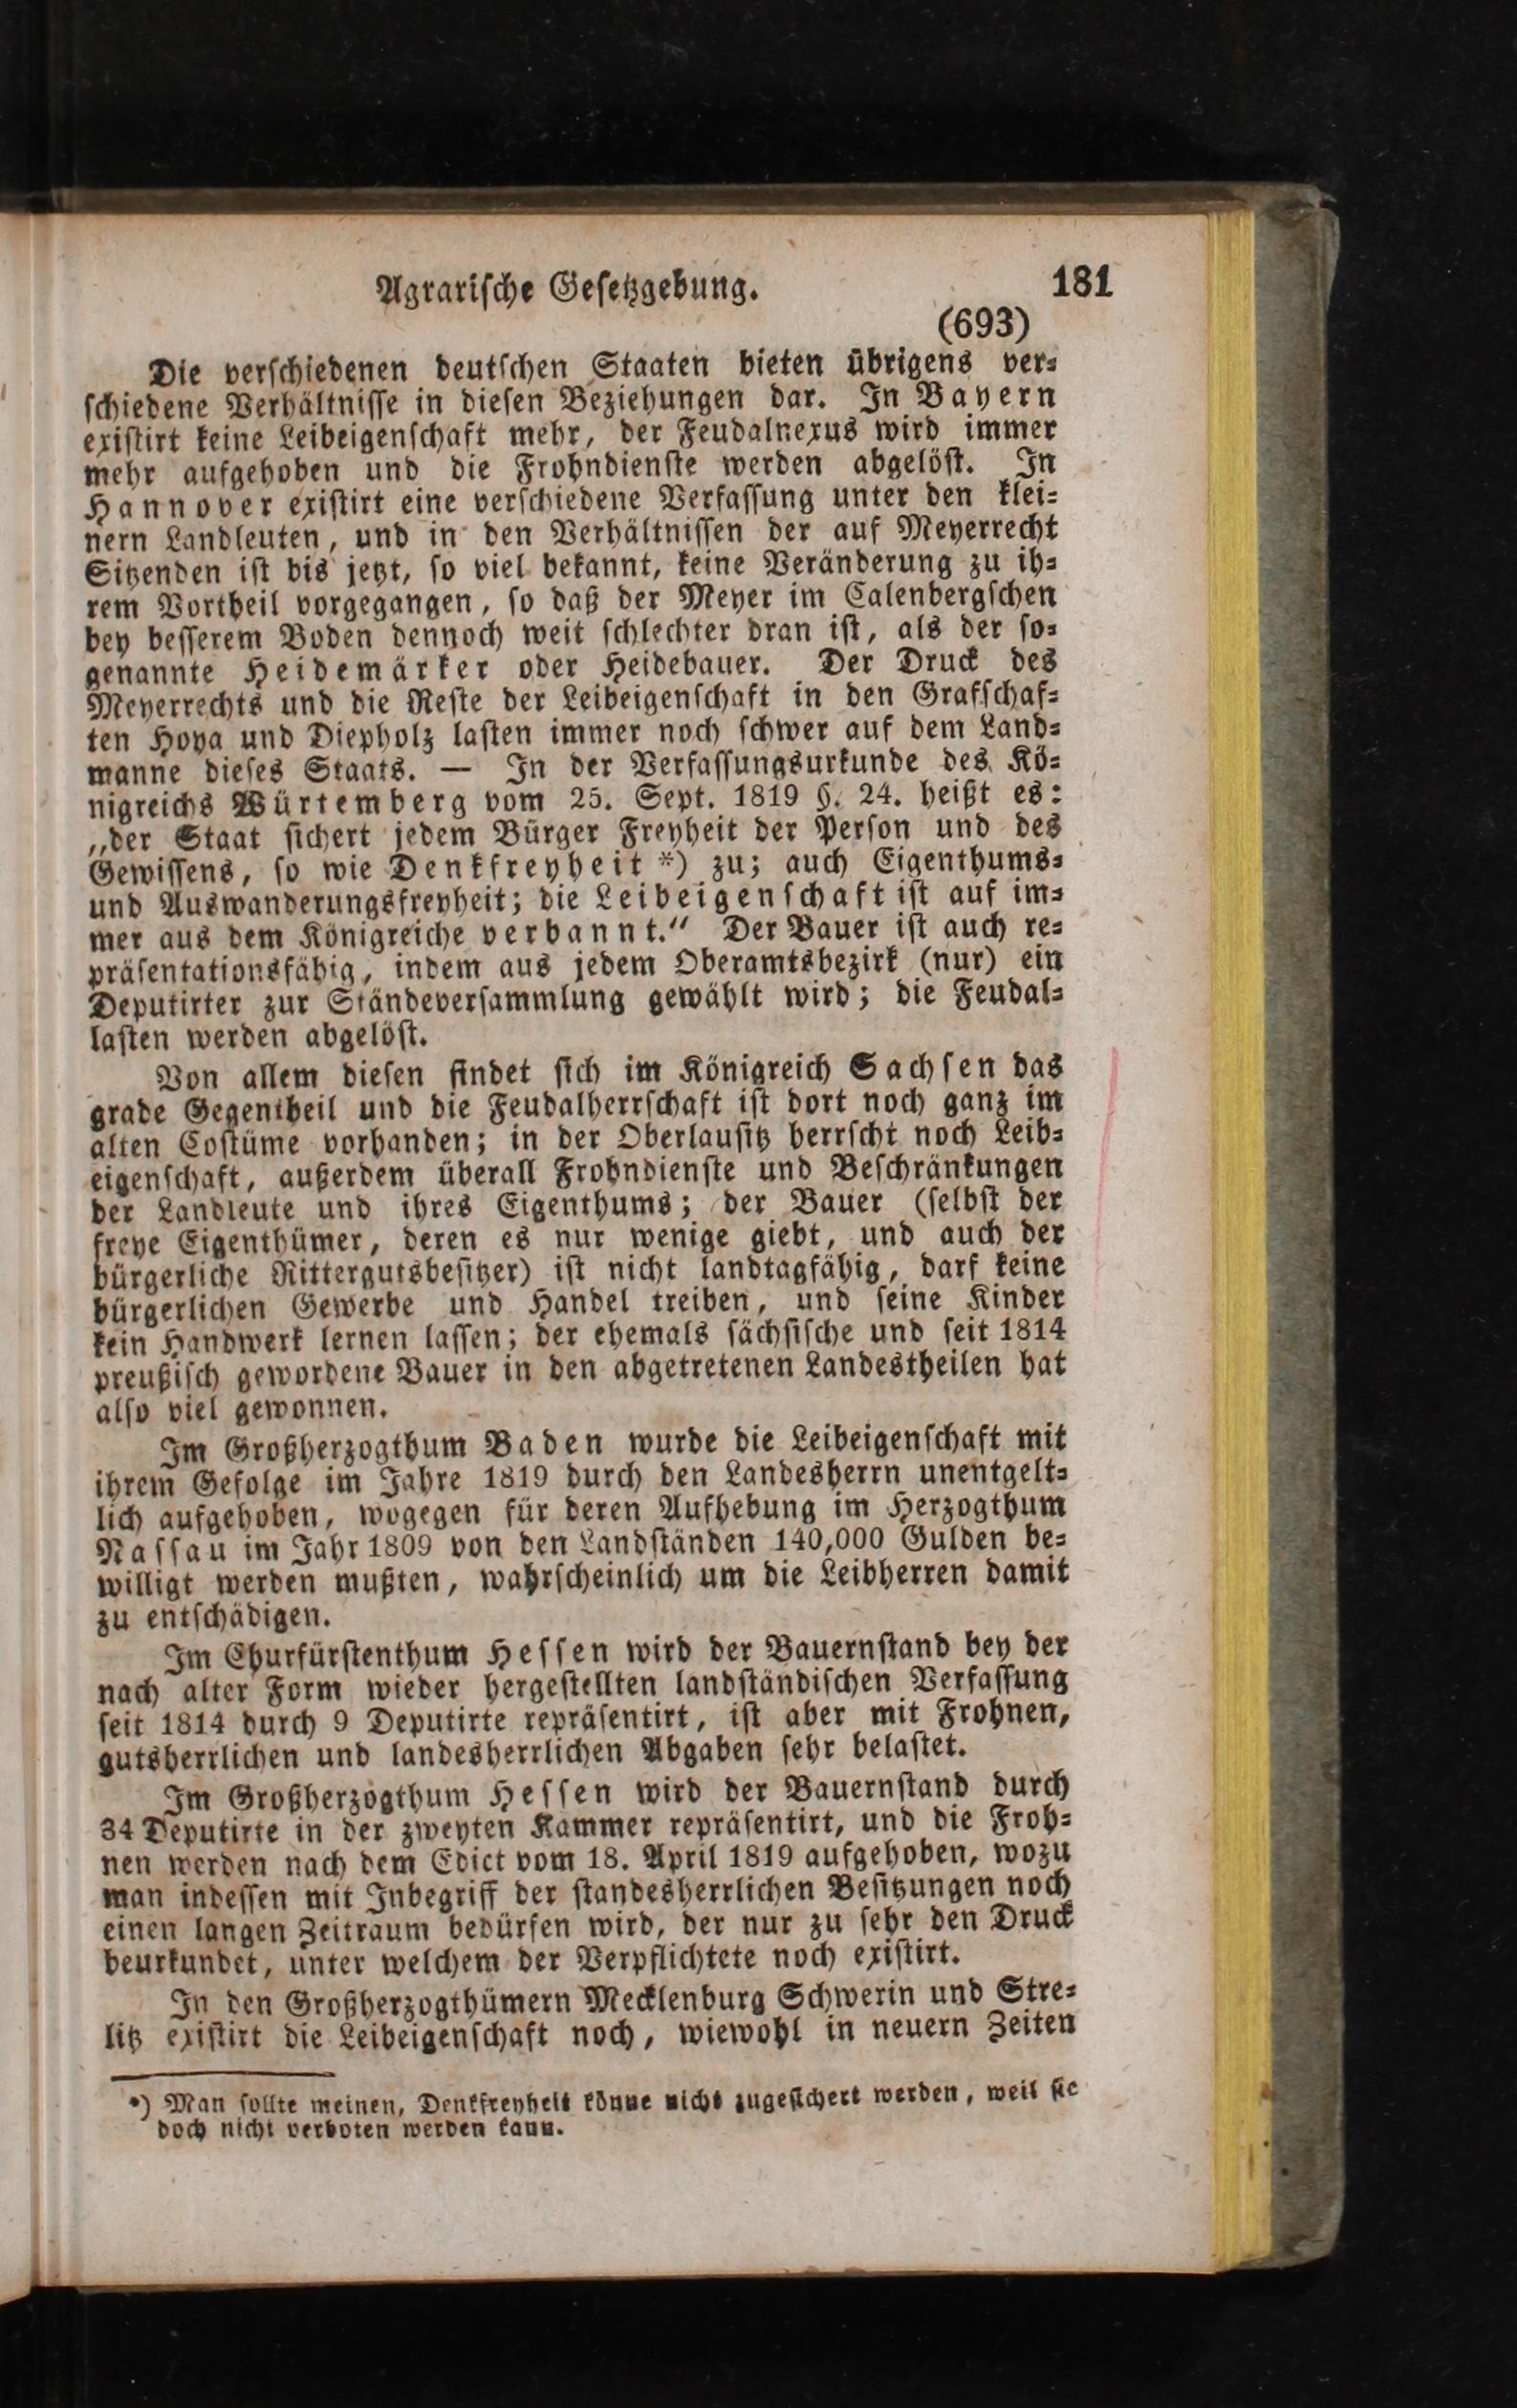 Agrarische Gesetzgebung. 181
(693)
Die verschiedenen deutschen Staaten bieten übrigens ver⸗
schiedene Verhältnisse in diesen Beziehungen dar. In Bayern
existirt keine Leibeigenschaft mehr, der Feudalnexus wird immer
mehr aufgehoben und die Frohndienste werden abgelöst. In
Hannover existirt eine verschiedene Verfassung unter den klei⸗
nern Landleuten, und in den Verhältnissen der auf Meyerrecht
Sitzenden ist bis jetzt, so viel bekannt, keine Veränderung zu ih⸗
rem Vortheil vorgegangen, so daß der Meyer im Calenbergschen
bey besserem Boden dennoch weit schlechter dran ist, als der so⸗
genannte Heidemärker oder Heidebauer. Der Druck des
Meyerrechts und die Reste der Leibeigenschaft in den Grafschaf⸗
ten Hoya und Diepholz lasten immer noch schwer auf dem Land⸗
manne dieses Staats. — In der Verfassungsurkunde des Kö⸗
nigreichs Würtemberg vom 25. Sept. 1819 §. 24. heißt es:
„der Staat sichert jedem Bürger Freyheit der Person und des
Gewissens, so wie Denkfreyheit *) zu; auch Eigenthums⸗
und Auswanderungsfreyheit; die Leibeigenschaft ist auf im⸗
mer aus dem Königreiche verbannt.“ Der Bauer ist auch re⸗
präsentationsfähig, indem aus jedem Oberamtsbezirk (nur) ein
Deputirter zur Ständeversammlung gewählt wird; die Feudal⸗
lasten werden abgelöst.
Von allem diesen findet sich im Königreich Sachsen das
grade Gegentheil und die Feudalherrschaft ist dort noch ganz im
alten Costüme vorhanden; in der Oberlausitz herrscht noch Leib⸗
eigenschaft, außerdem überall Frohndienste und Beschränkungen
der Landleute und ihres Eigenthums; der Bauer (selbst der
freye Eigenthümer, deren es nur wenige giebt, und auch der
bürgerliche Rittergutsbesitzer) ist nicht landtagfähig, darf keine
bürgerlichen Gewerbe und Handel treiben, und seine Kinder
kein Handwerk lernen lassen; der ehemals sächsische und seit 1814
preußisch gewordene Bauer in den abgetretenen Landestheilen hat
also viel gewonnen.
Im Großherzogthum Baden wurde die Leibeigenschaft mit
ihrem Gefolge im Jahre 1819 durch den Landesherrn unentgelt⸗
lich aufgehoben, wogegen für deren Aufhebung im Herzogthum
Nassau im Jahr 1809 von den Landständen 140,000 Gulden be⸗
willigt werden mußten, wahrscheinlich um die Leibherren damit
zu entschädigen.
Im Churfürstenthum Hessen wird der Bauernstand bey der
nach alter Form wieder hergestellten landständischen Verfassung
seit 1814 durch 9 Deputirte repräsentirt, ist aber mit Frohnen,
gutsherrlichen und landesherrlichen Abgaben sehr belastet.
Im Großherzogthum Hessen wird der Bauernstand durch
34 Deputirte in der zweyten Kammer repräsentirt, und die Froh⸗
nen werden nach dem Edict vom 18. April 1819 aufgehoben, wozu
man indessen mit Inbegriff der standesherrlichen Besitzungen noch
einen langen Zeitraum bedürfen wird, der nur zu sehr den Druck
beurkundet, unter welchem der Verpflichtete noch existirt.
In den Großherzogthümern Mecklenburg Schwerin und Stre⸗
litz existirt die Leibeigenschaft noch, wiewohl in neuern Zeiten
*) Man sollte meinen, Denkfreyheit könne nicht zugesichert werden, weil sie
doch nicht verboten werden kann.